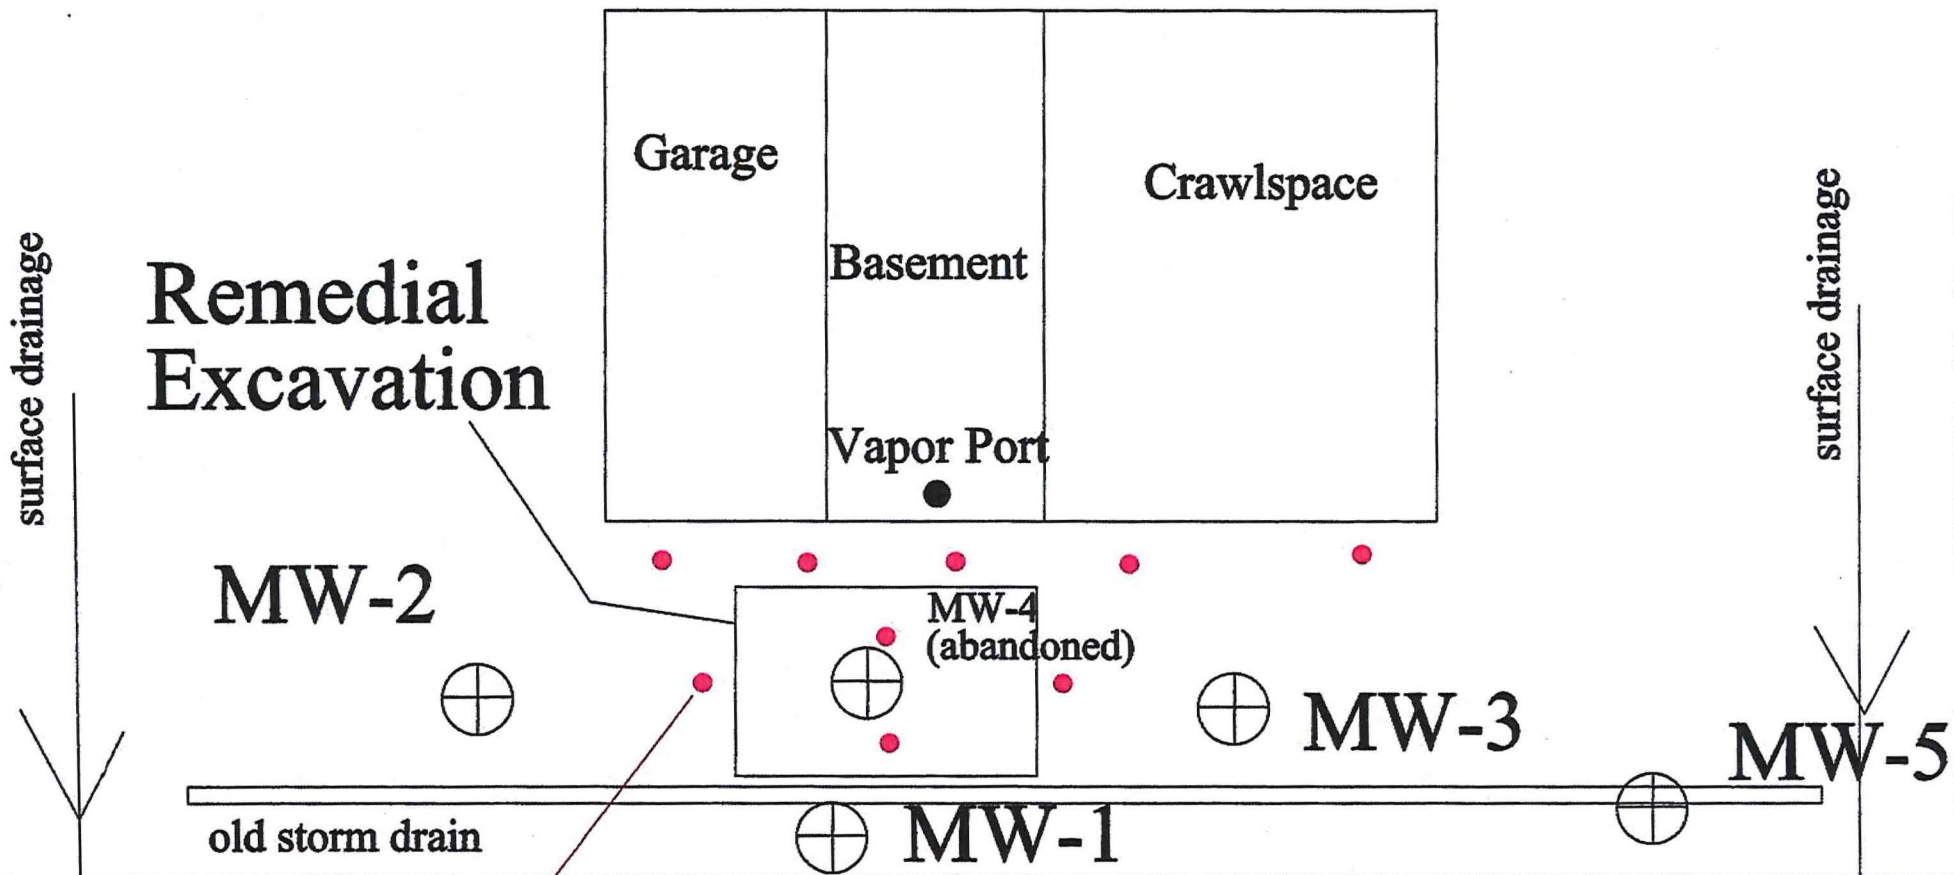 Garage
Crawlspace
surface drainage
surface drainage
Remedial
Excavation
Basement
Vapor Port
MW-2
MW-4
(abandoned)
MW-3
MW-5
old storm drain
MW-1